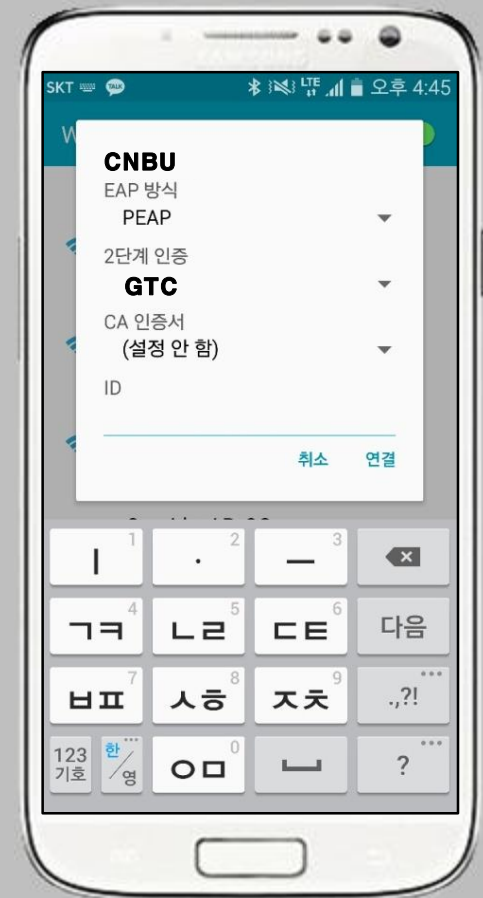 SKT TALK LTE 오후 4:45
W
CNBU
EAP 방식
PEAP
2단계 인증
GTC
CA 인증서
(설정 안 함)
ID
취소 연결
ㅣ 1 · 2 ㅡ 3
ㄱㅋ 4 ㄴㄹ 5 ㄷㅌ 6 다음
ㅂㅍ 7 ㅅㅎ 8 ㅈㅊ 9 .,?!
123 기호 한/영 ㅇㅁ 0 ?